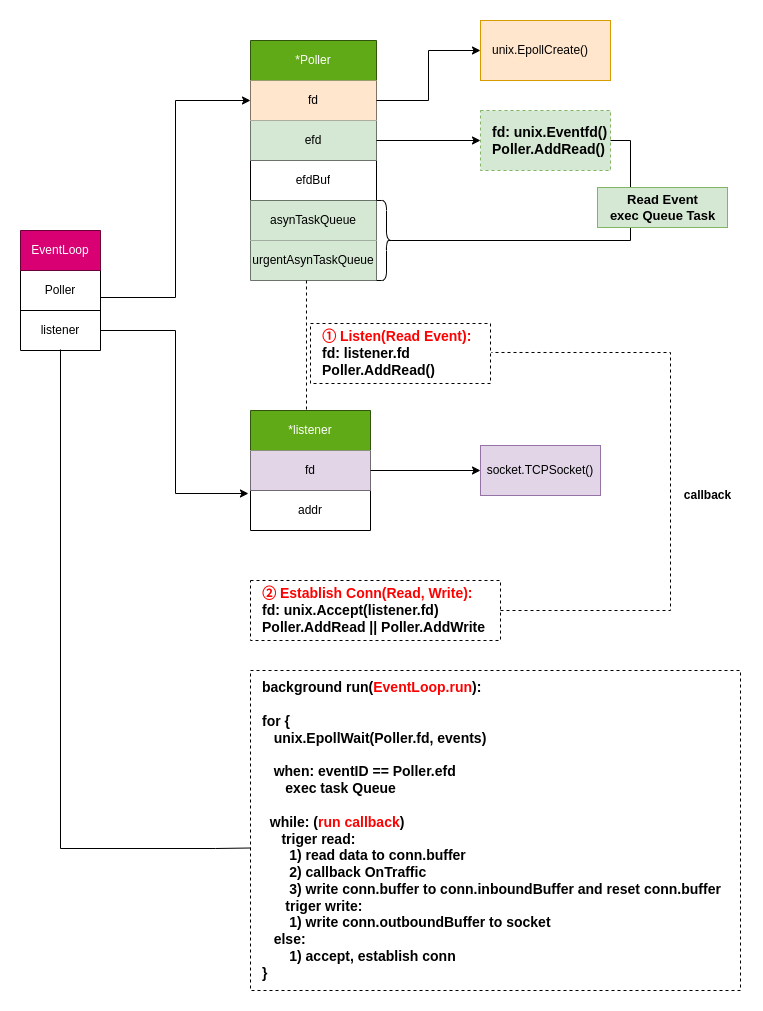 *Poller
fd
efd
efdBuf
asynTaskQueue
urgentAsynTaskQueue
unix.EpollCreate()
fd: unix.Eventfd()
Poller.AddRead()
Read Event
exec Queue Task
EventLoop
Poller
listener
① Listen(Read Event):
fd: listener.fd
Poller.AddRead()
*listener
fd
addr
socket.TCPSocket()
callback
② Establish Conn(Read, Write):
fd: unix.Accept(listener.fd)
Poller.AddRead || Poller.AddWrite
background run(EventLoop.run):
for {
unix.EpollWait(Poller.fd, events)
when: eventID == Poller.efd
exec task Queue
while: (run callback)
triger read:
1) read data to conn.buffer
2) callback OnTraffic
3) write conn.buffer to conn.inboundBuffer and reset conn.buffer
triger write:
1) write conn.outboundBuffer to socket
else:
1) accept, establish conn
}